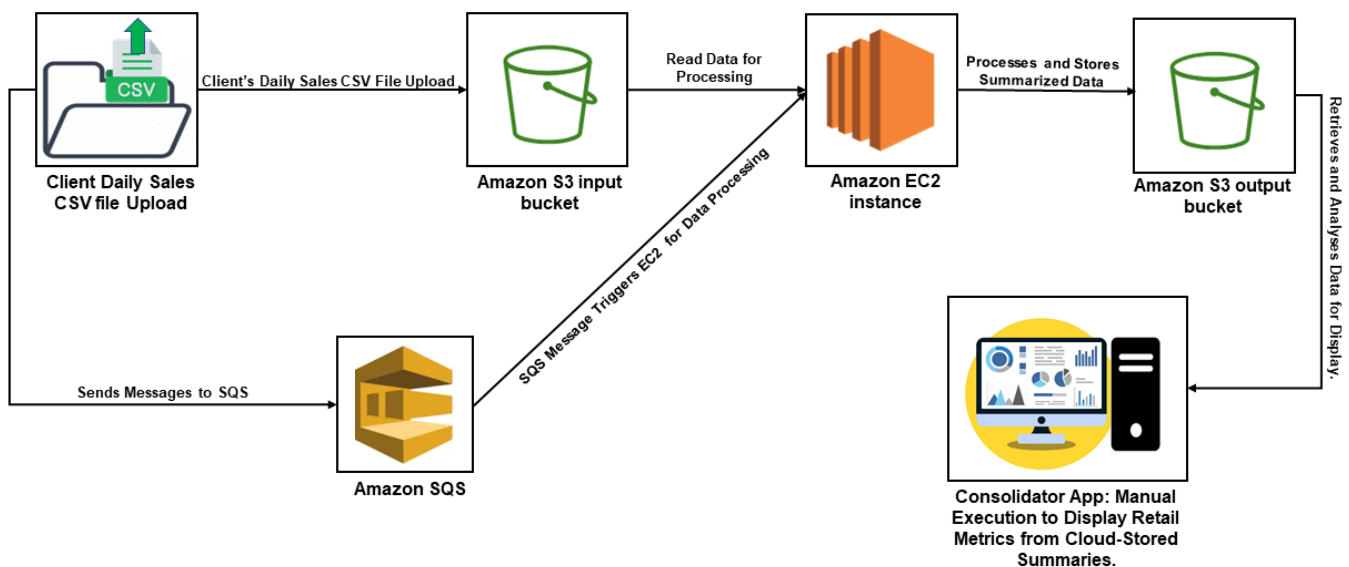 CSV
Client's Daily Sales CSV File Upload
Read Data for
Processing
Processes and Stores
Summarized Data
Client Daily Sales
CSV file Upload
Amazon S3 input
bucket
Amazon EC2
instance
Amazon S3 output
bucket
Retrieves and Analyses Data for Display.
SQS Message Triggers EC2 for Data Processing
Sends Messages to SQS
Amazon SQS
Consolidator App: Manual
Execution to Display Retail
Metrics from Cloud-Stored
Summaries.